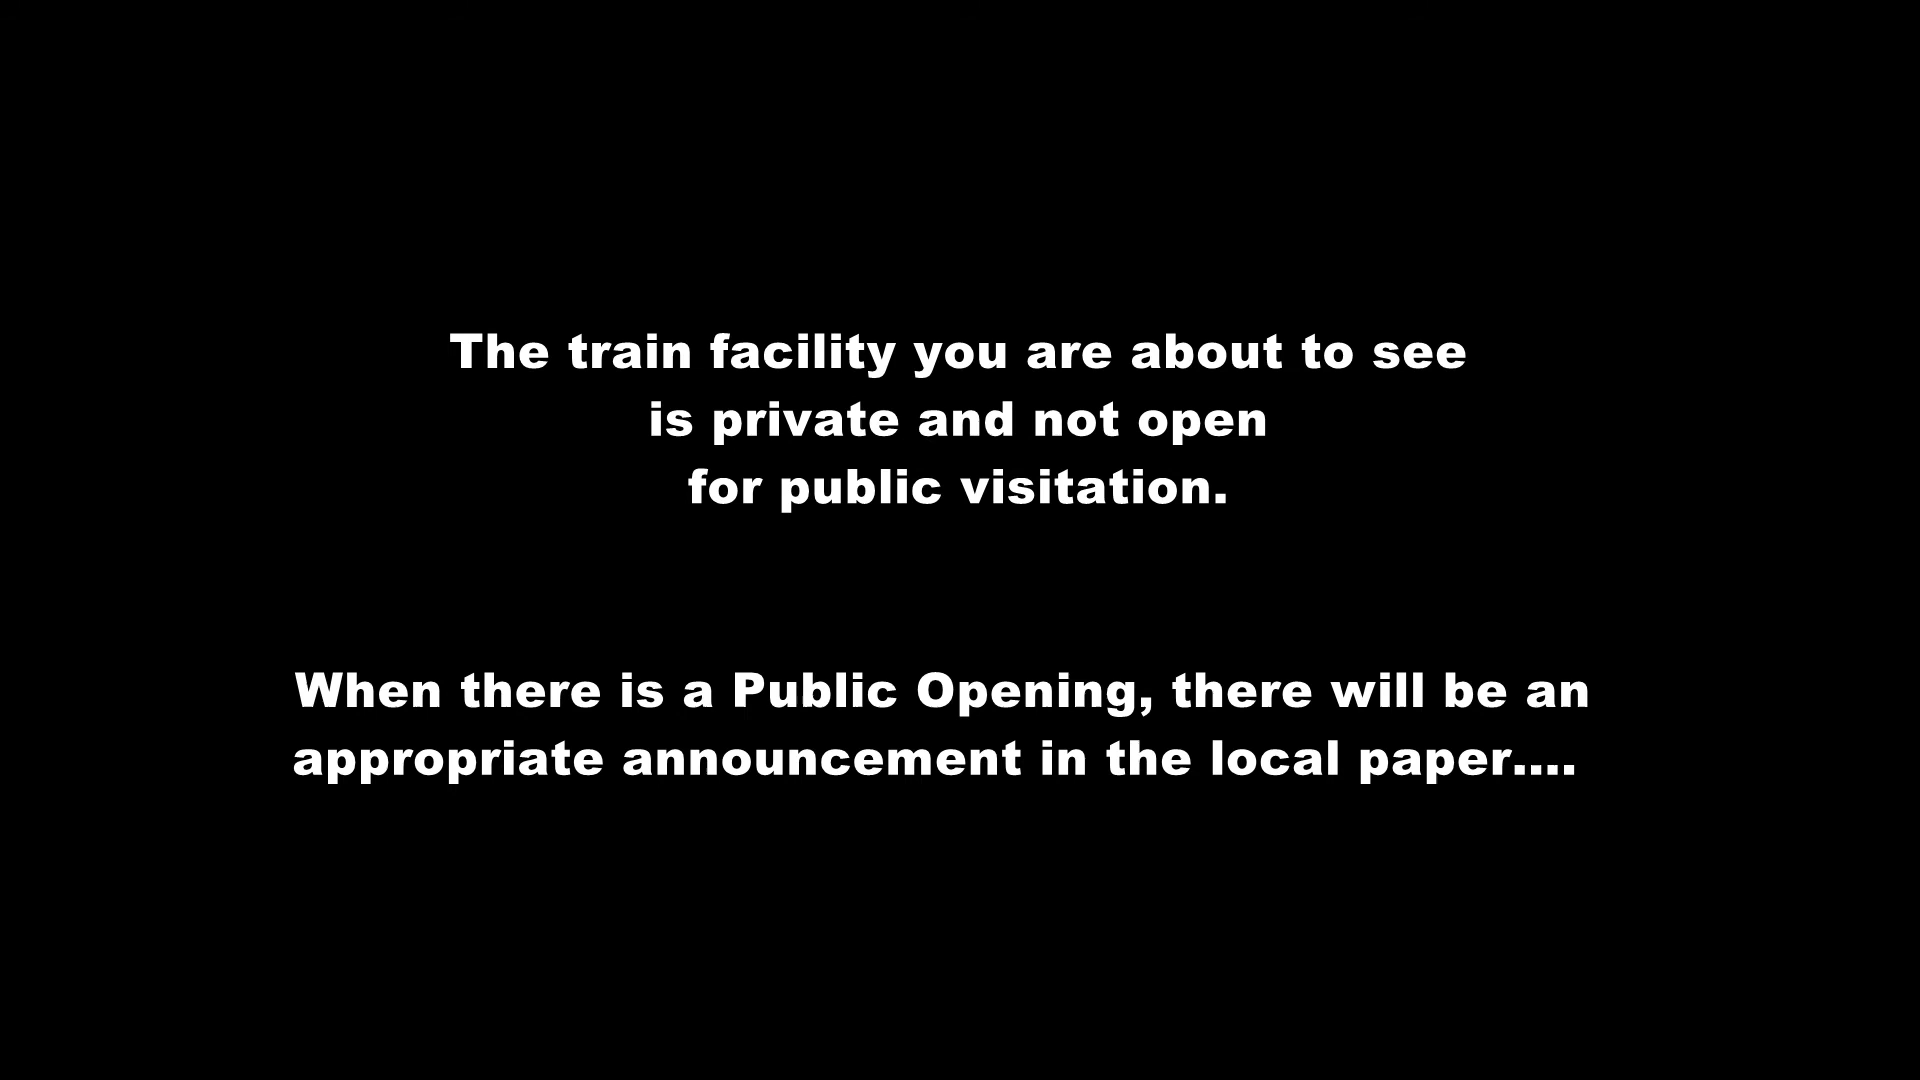 The train facility you are about to see
is private and not open
for public visitation.
When there is a Public Opening, there will be an
appropriate announcement in the local paper....